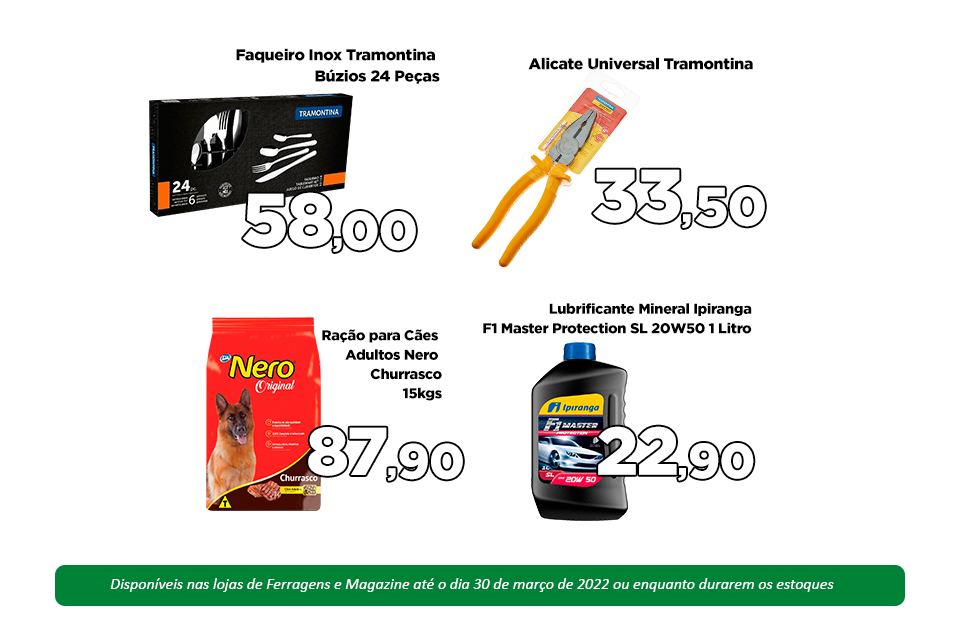 Faqueiro Inox Tramontina
Búzios 24 Peças
TRAMONTINA
24
6
58,00
Alicate Universal Tramontina
33,50
Ração para Cães
Adultos Nero
Churrasco
15kgs
Nero
Original
Churrasco
87,90
Lubrificante Mineral Ipiranga
F1 Master Protection SL 20W50 1 Litro
Ipiranga
F1 MASTER
PROTECTION
SL
20W 50
22,90
Disponíveis nas lojas de Ferragens e Magazine até o dia 30 de março de 2022 ou enquanto durarem os estoques